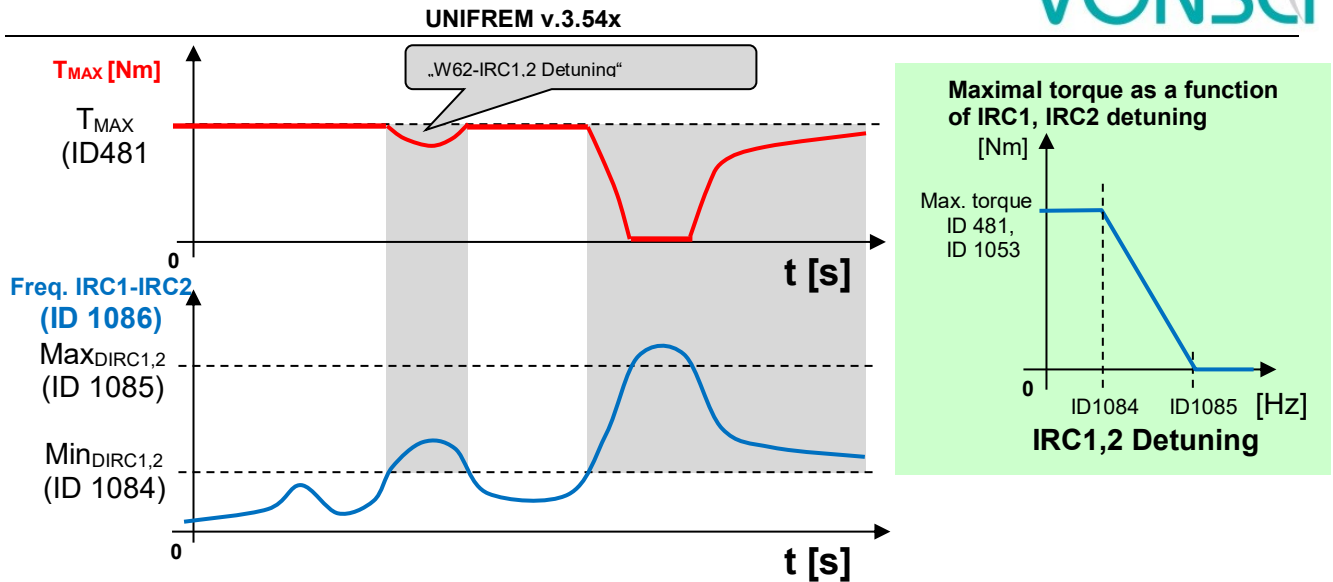 UNIFREM v.3.54x
VONSCH
TMAX [Nm]
„W62-IRC1,2 Detuning“
TMAX
(ID481
0
t [s]
Freq. IRC1-IRC2
(ID 1086)
MaxDIRC1,2
(ID 1085)
MinDIRC1,2
(ID 1084)
0
t [s]
Maximal torque as a function
of IRC1, IRC2 detuning
[Nm]
Max. torque
ID 481,
ID 1053
0
ID1084 ID1085 [Hz]
IRC1,2 Detuning